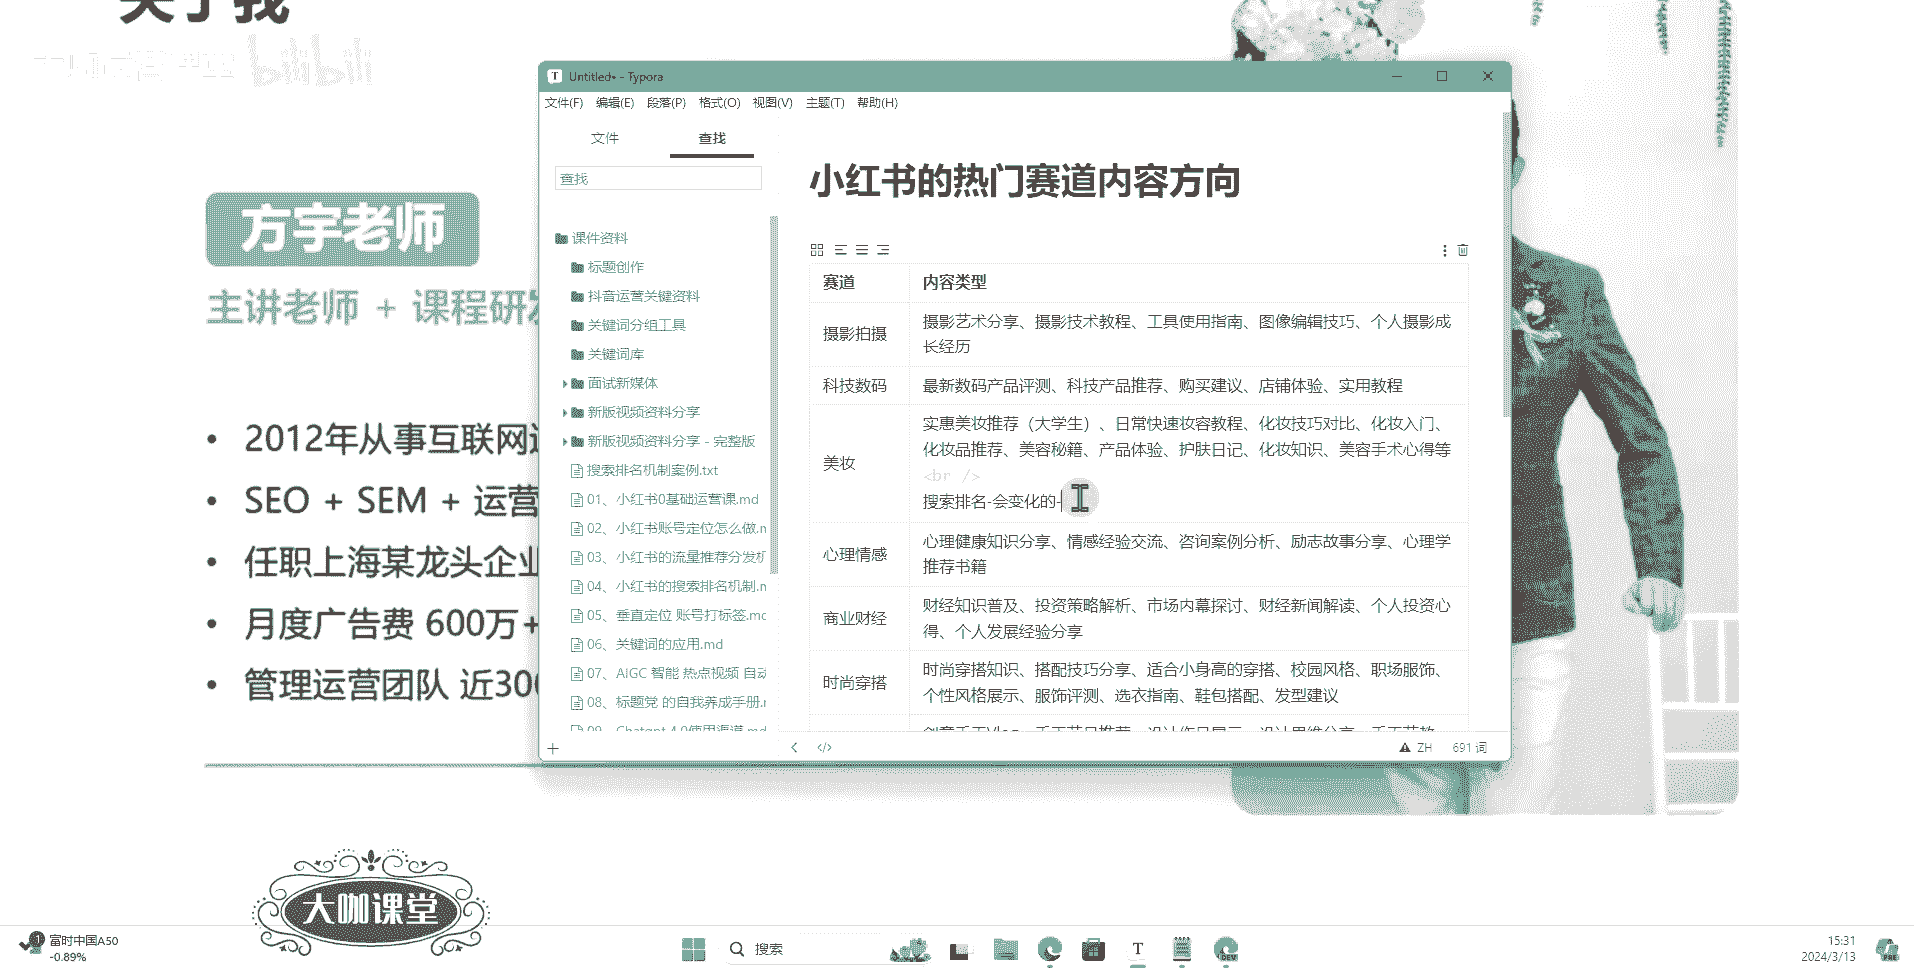 关于我
bilibili
方宇老师
主讲老师 + 课程研发
2012年从事互联网运
SEO + SEM + 运营
任职上海某龙头企业
月度广告费 600万+
管理运营团队 近300
大咖课堂
Untitled• - Typora
文件(F) 编辑(E) 段落(P) 格式(O) 视图(V) 主题(T) 帮助(H)
文件 查找
查找
课件资料
标题创作
抖音运营关键资料
关键词分组工具
关键词库
面试新媒体
新版视频资料分享
新版视频资料分享 - 完整版
搜索排名机制案例.txt
01、小红书0基础运营课.md
02、小红书账号定位怎么做.m
03、小红书的流量推荐分发机
04、小红书的搜索排名机制.m
05、垂直定位 账号打标签.mc
06、关键词的应用.md
07、AIGC 智能 热点视频 自动
08、标题党 的自我养成手册.r
09、Chatgpt 4.0使用渠道.md
小红书的热门赛道内容方向
赛道 内容类型
摄影拍摄 摄影艺术分享、摄影技术教程、工具使用指南、图像编辑技巧、个人摄影成
长经历
科技数码 最新数码产品评测、科技产品推荐、购买建议、店铺体验、实用教程
美妆 实惠美妆推荐（大学生）、日常快速妆容教程、化妆技巧对比、化妆入门、
化妆品推荐、美容秘籍、产品体验、护肤日记、化妆知识、美容手术心得等
<br />
搜索排名-会变化的-
心理情感 心理健康知识分享、情感经验交流、咨询案例分析、励志故事分享、心理学
推荐书籍
商业财经 财经知识普及、投资策略解析、市场内幕探讨、财经新闻解读、个人投资心
得、个人发展经验分享
时尚穿搭 时尚穿搭知识、搭配技巧分享、适合小身高的穿搭、校园风格、职场服饰、
个性风格展示、服饰评测、选衣指南、鞋包搭配、发型建议
ZH 691 词
富时中国A50
-0.89%
搜索
15:31
2024/3/13